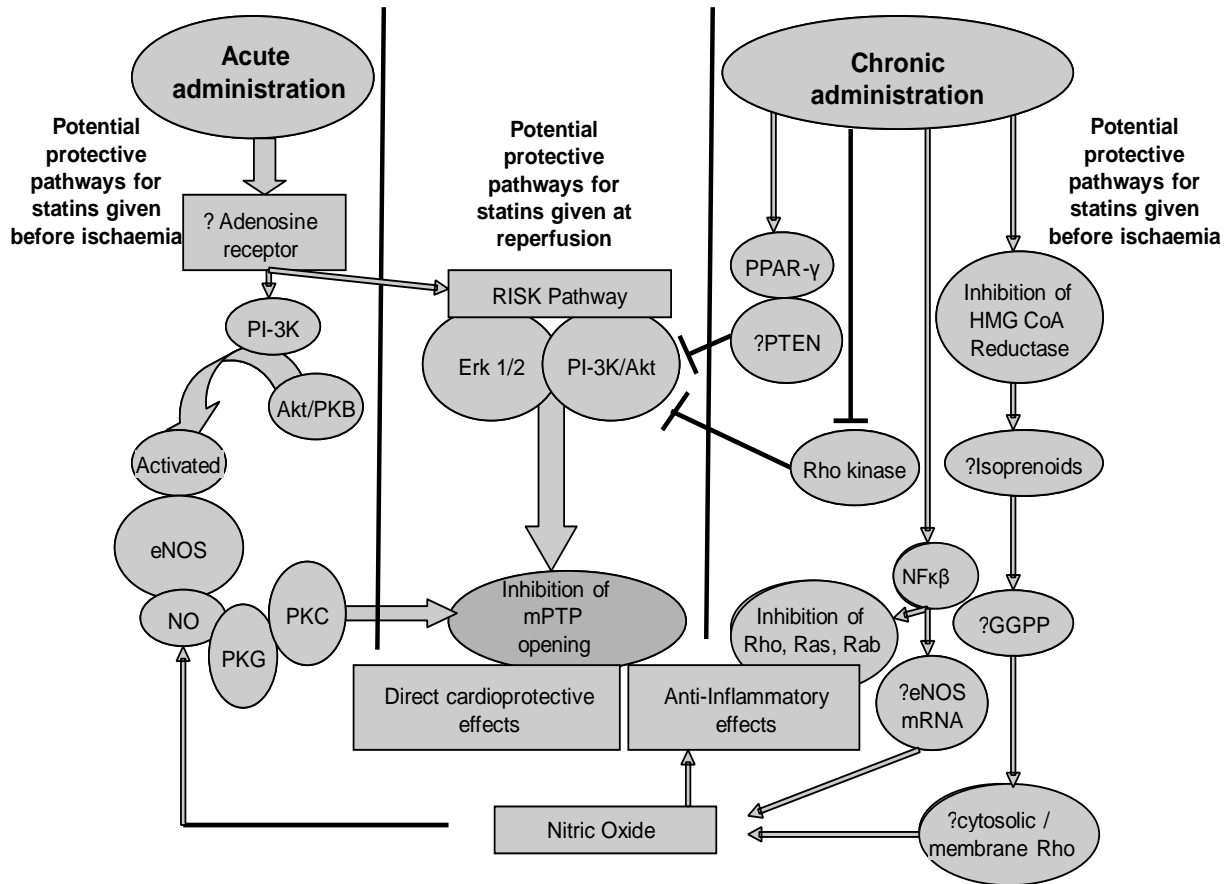 Acute
administration
Potential
protective
pathways for
statins given
before ischaemia
? Adenosine
receptor
PI-3K
Akt/PKB
Activated
eNOS
NO
PKG
PKC
Potential
protective
pathways for
statins given at
reperfusion
RISK Pathway
Erk 1/2
PI-3K/Akt
Inhibition of
mPTP
opening
Direct cardioprotective
effects
Anti-Inflammatory
effects
Nitric Oxide
Chronic
administration
Potential
protective
pathways for
statins given
before ischaemia
PPAR-γ
?PTEN
Rho kinase
NFκβ
Inhibition of
Rho, Ras, Rab
?eNOS
mRNA
Inhibition of
HMG CoA
Reductase
?Isoprenoids
?GGPP
?cytosolic /
membrane Rho